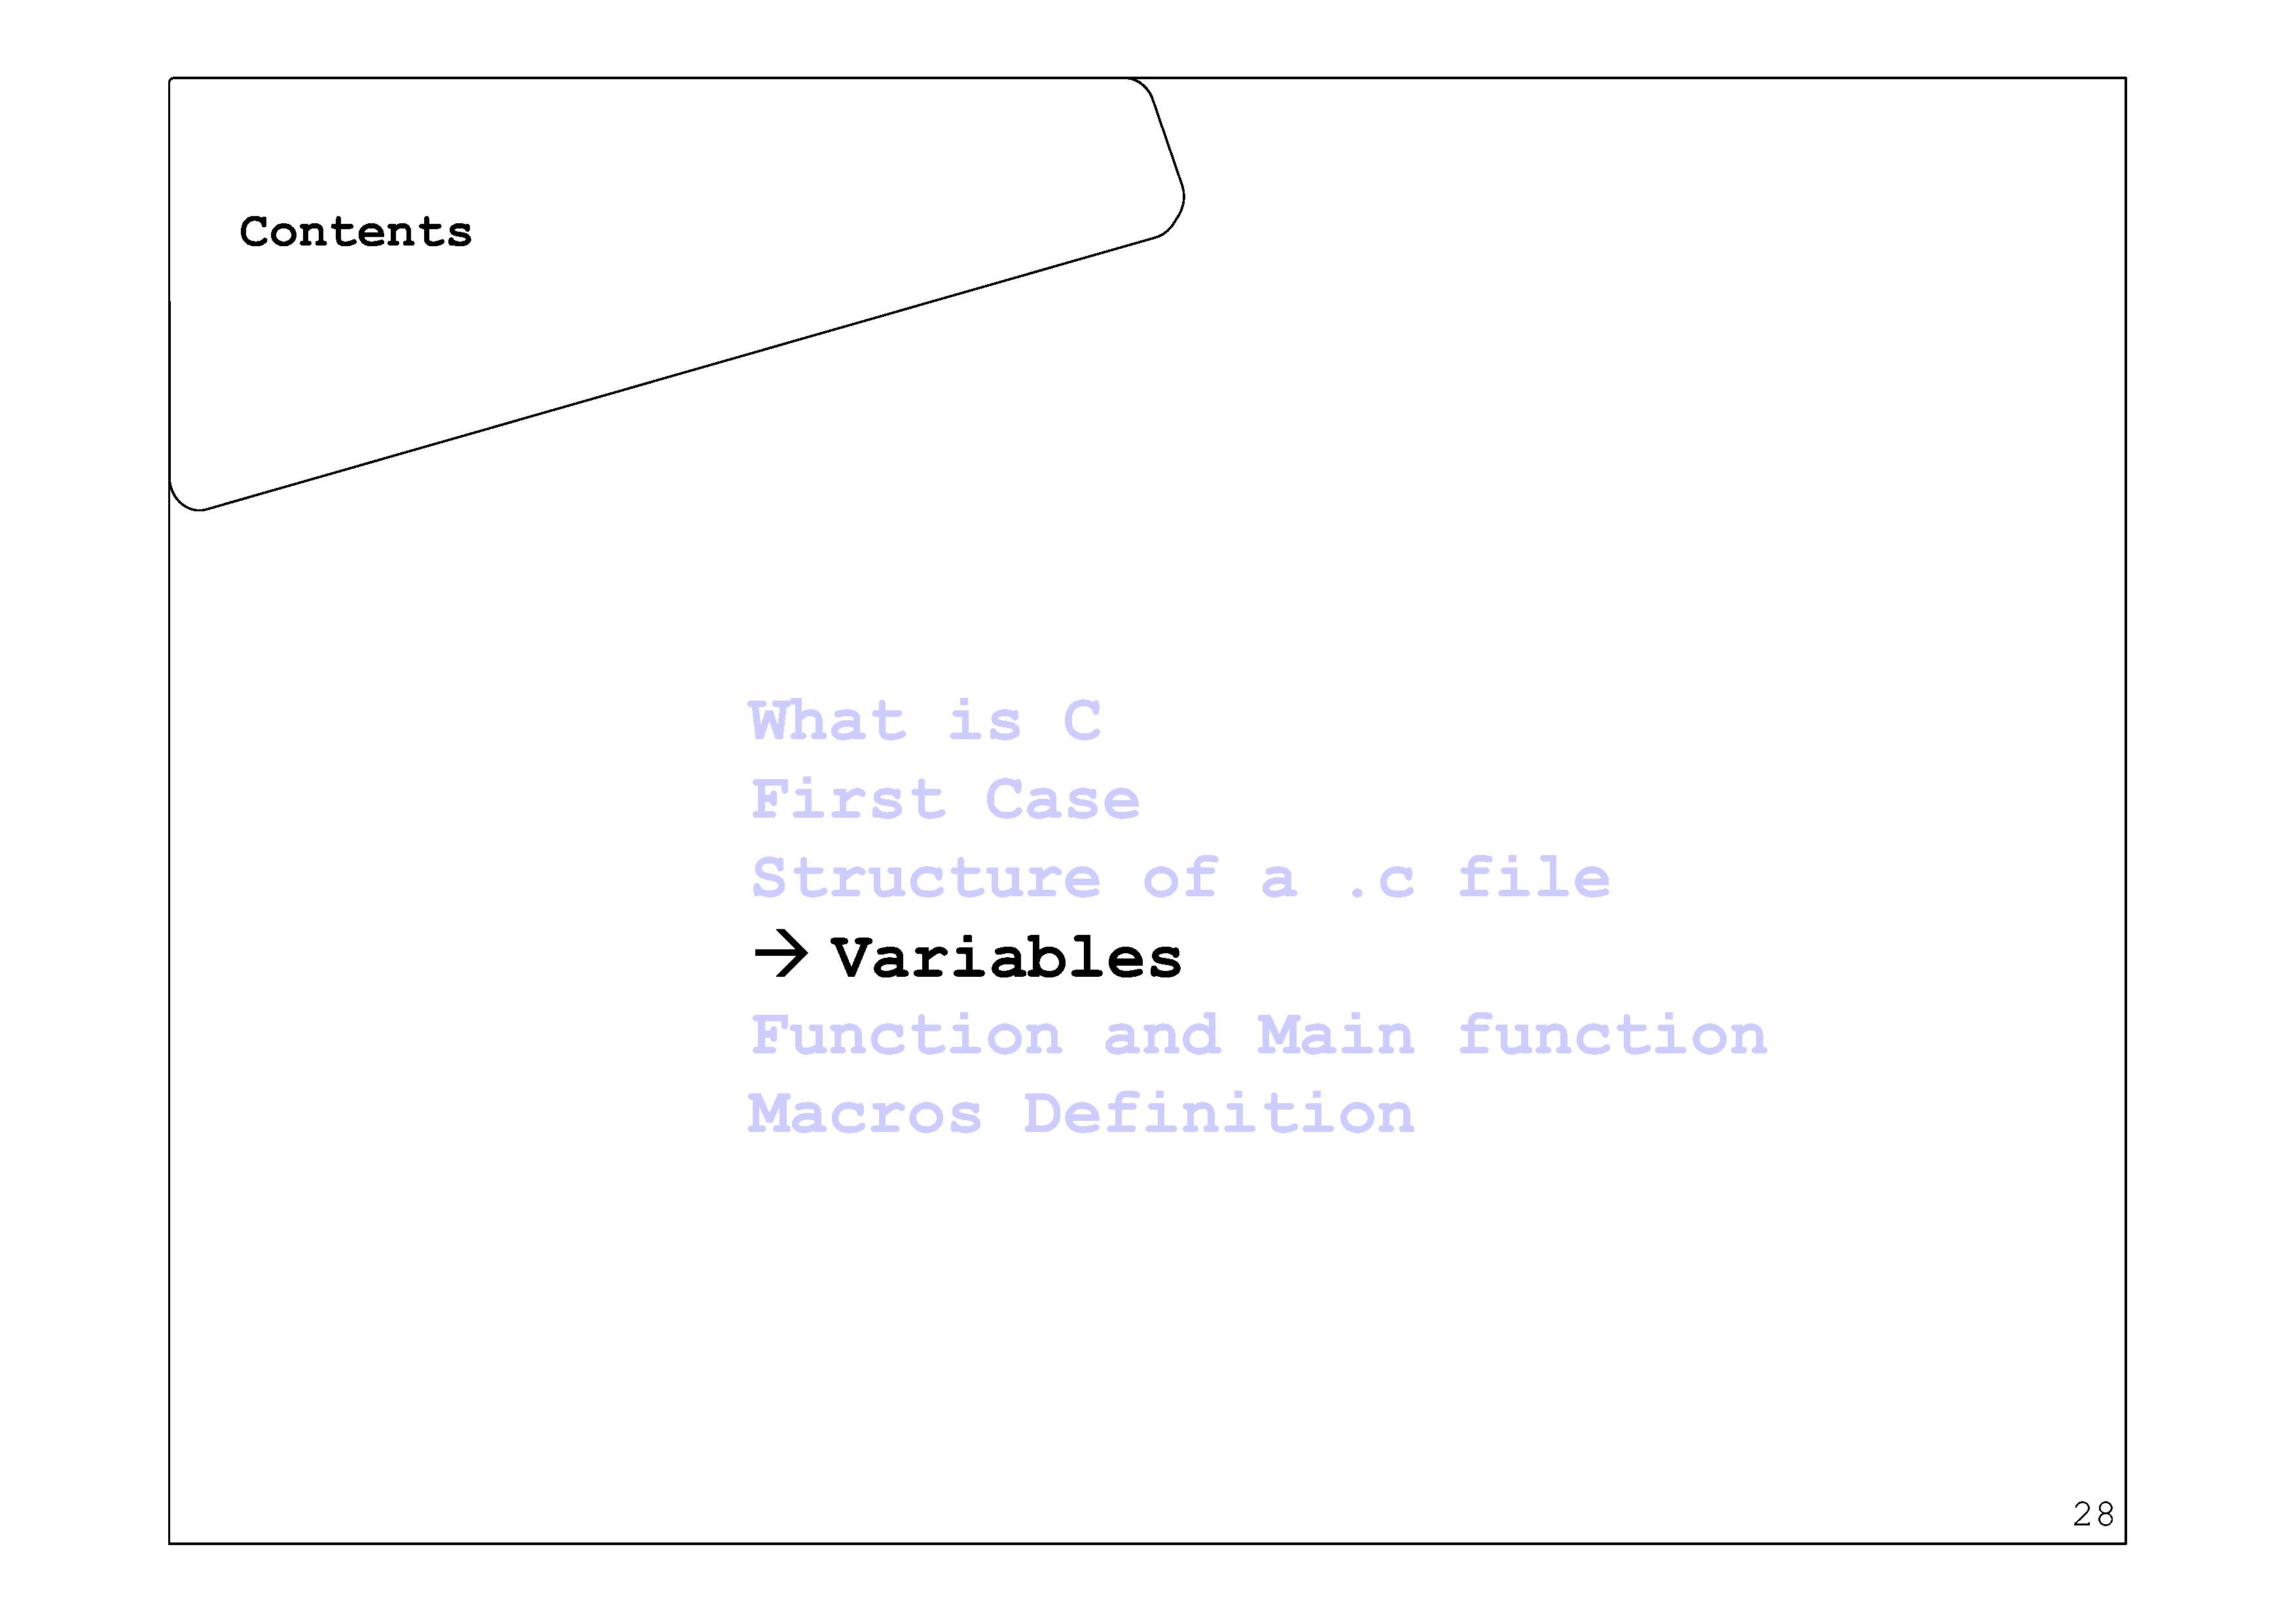 Contents
What is C
First Case
Structure of a .c file
→ Variables
Function and Main function
Macros Definition
28